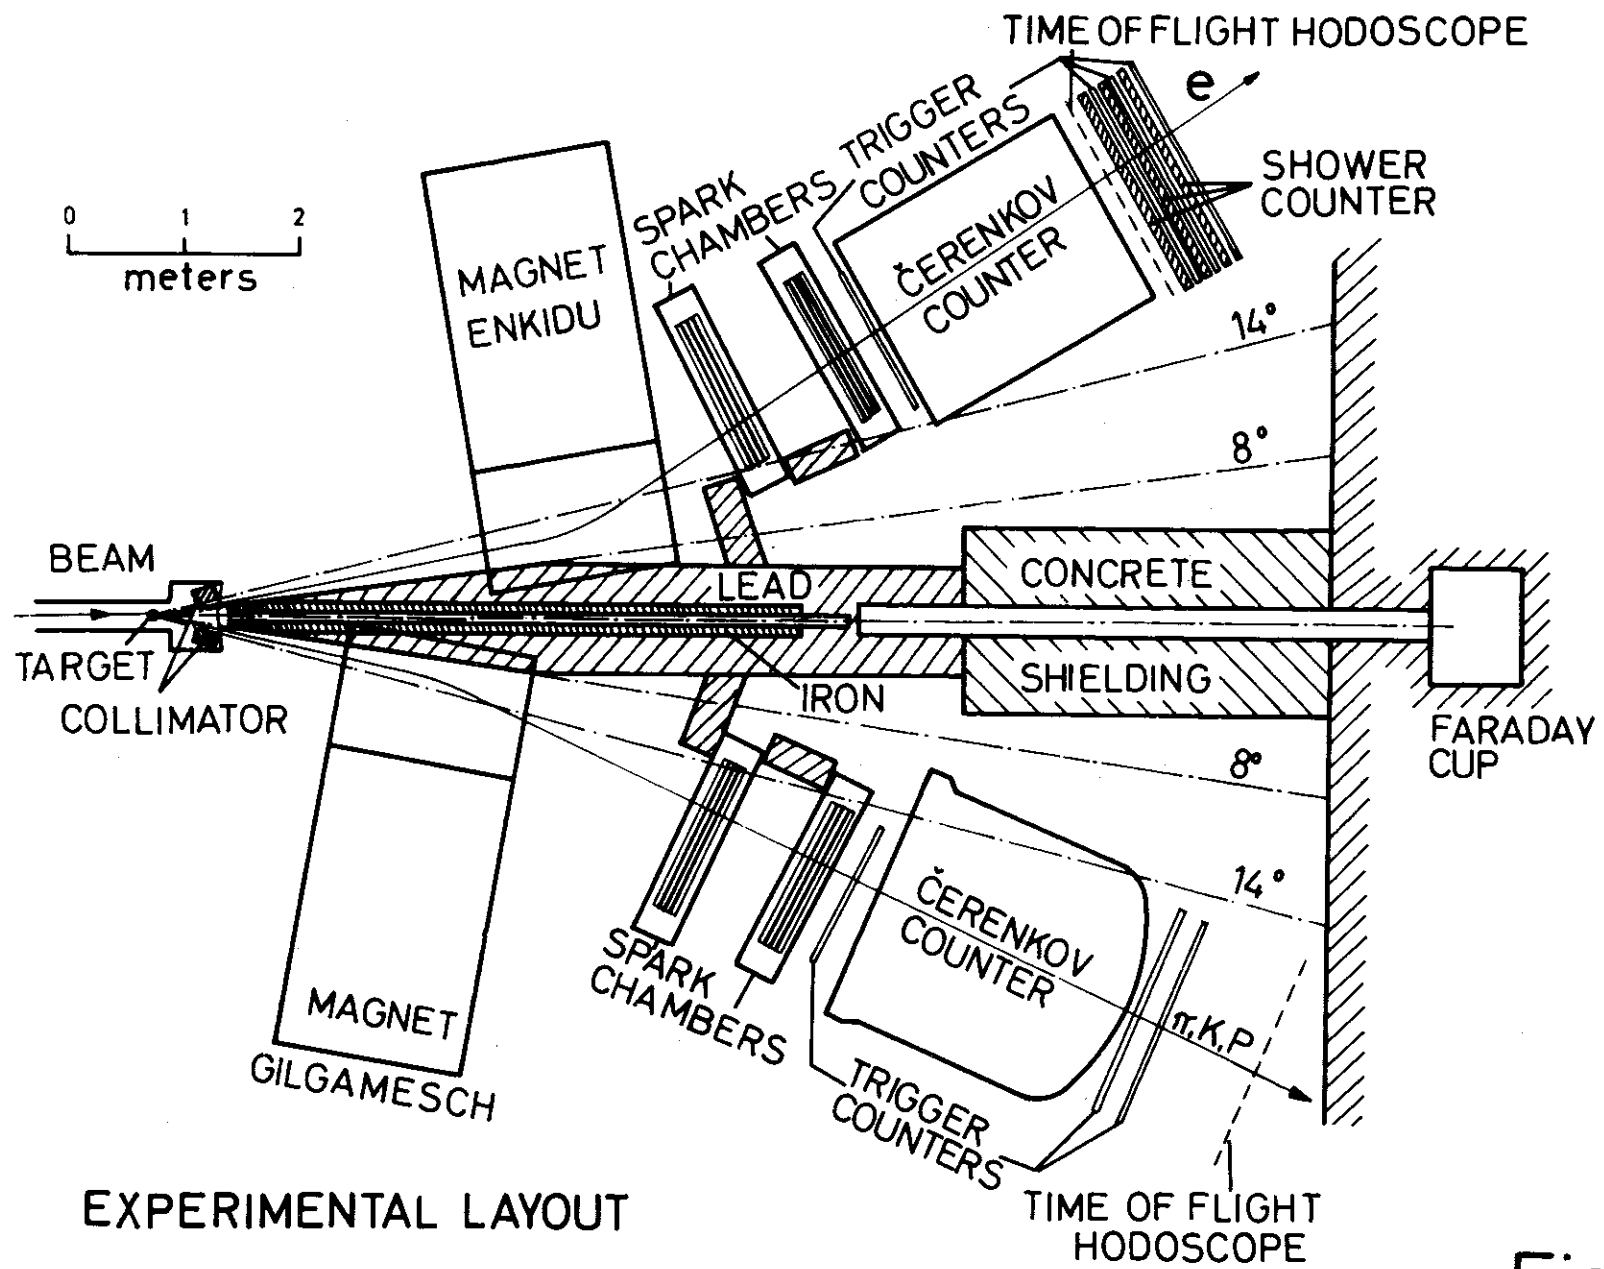 TIME OF FLIGHT HODOSCOPE
e
TRIGGER
COUNTERS
SHOWER
COUNTER
SPARK
CHAMBERS
ČERENKOV
COUNTER
0 1 2
meters
MAGNET
ENKIDU
14°
8°
BEAM
LEAD
CONCRETE
TARGET
COLLIMATOR
IRON
SHIELDING
FARADAY
CUP
8°
14°
ČERENKOV
COUNTER
SPARK
CHAMBERS
MAGNET
GILGAMESCH
π,K,P
TRIGGER
COUNTERS
TIME OF FLIGHT
HODOSCOPE
EXPERIMENTAL LAYOUT